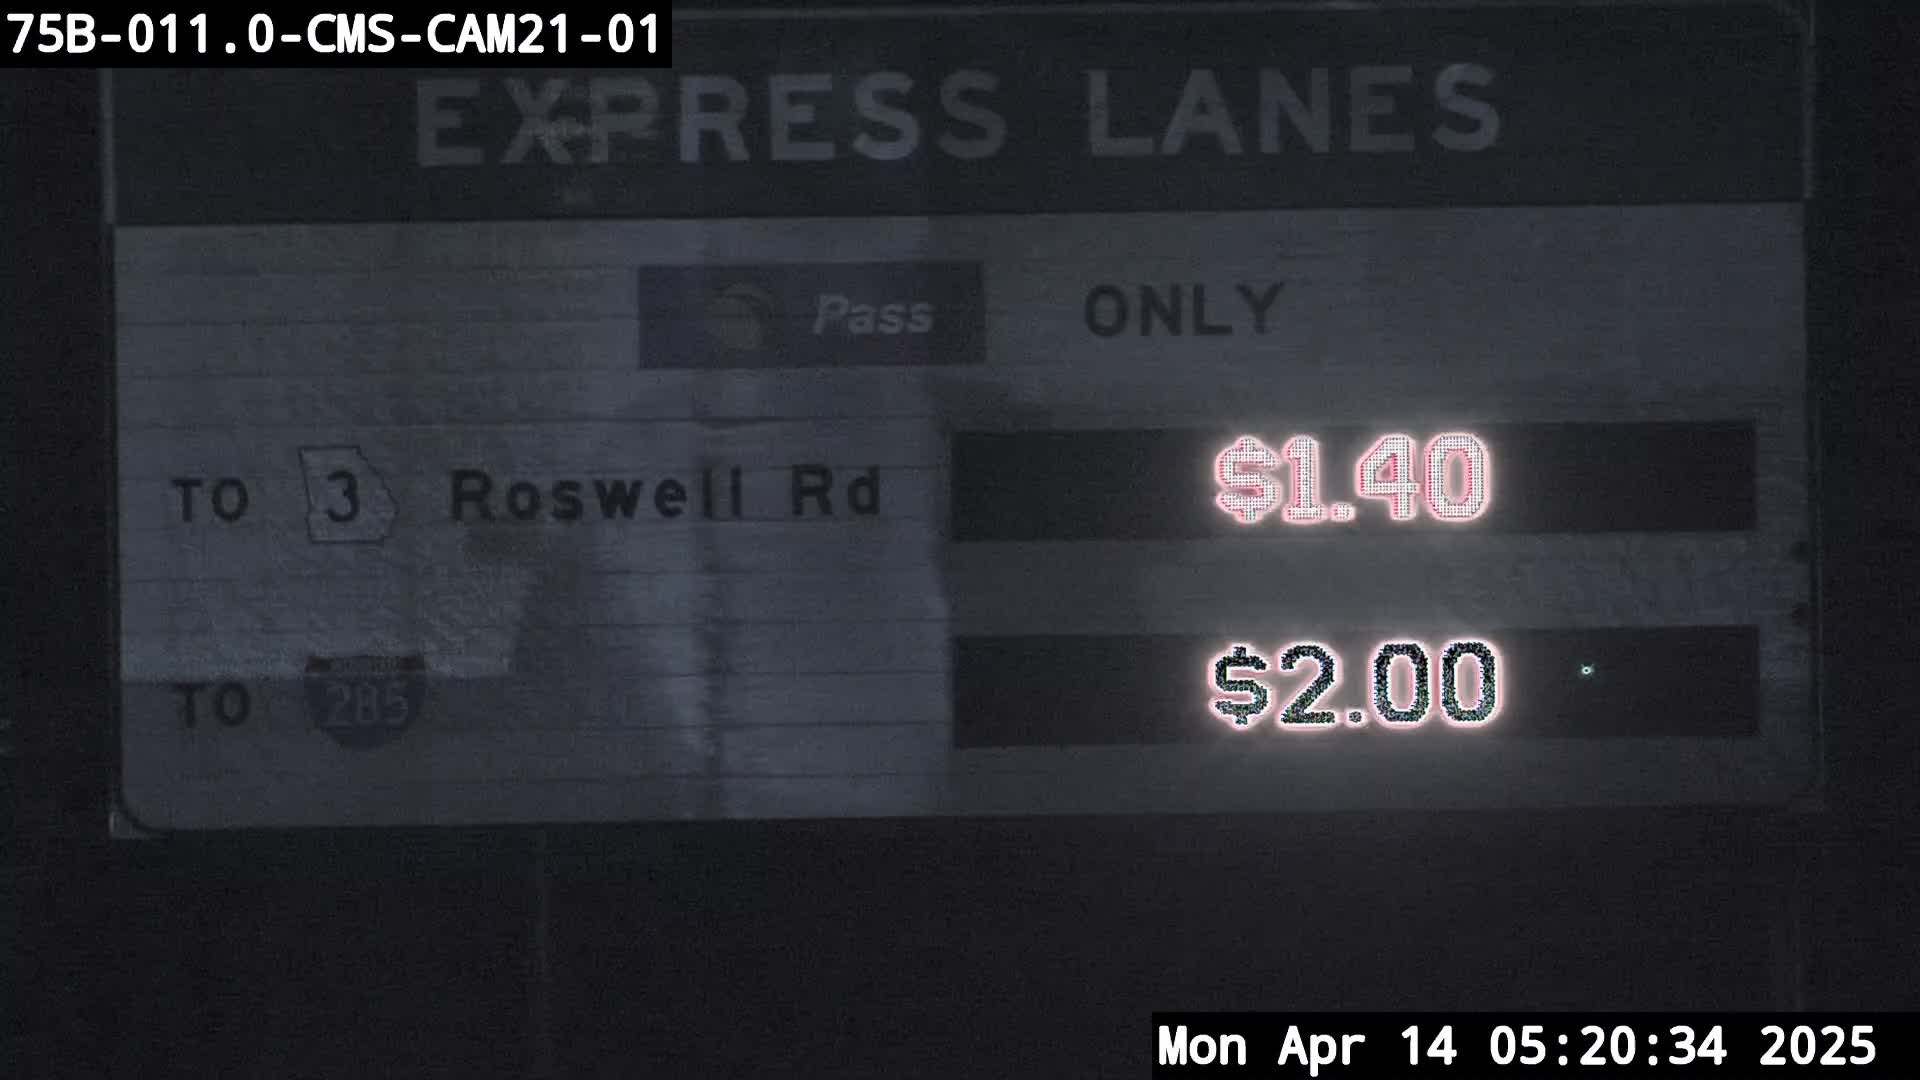 75B-011.0-CMS-CAM21-01
EXPRESS LANES
Pass ONLY
TO 3 Roswell Rd $1.40
TO 285 $2.00
Mon Apr 14 05:20:34 2025